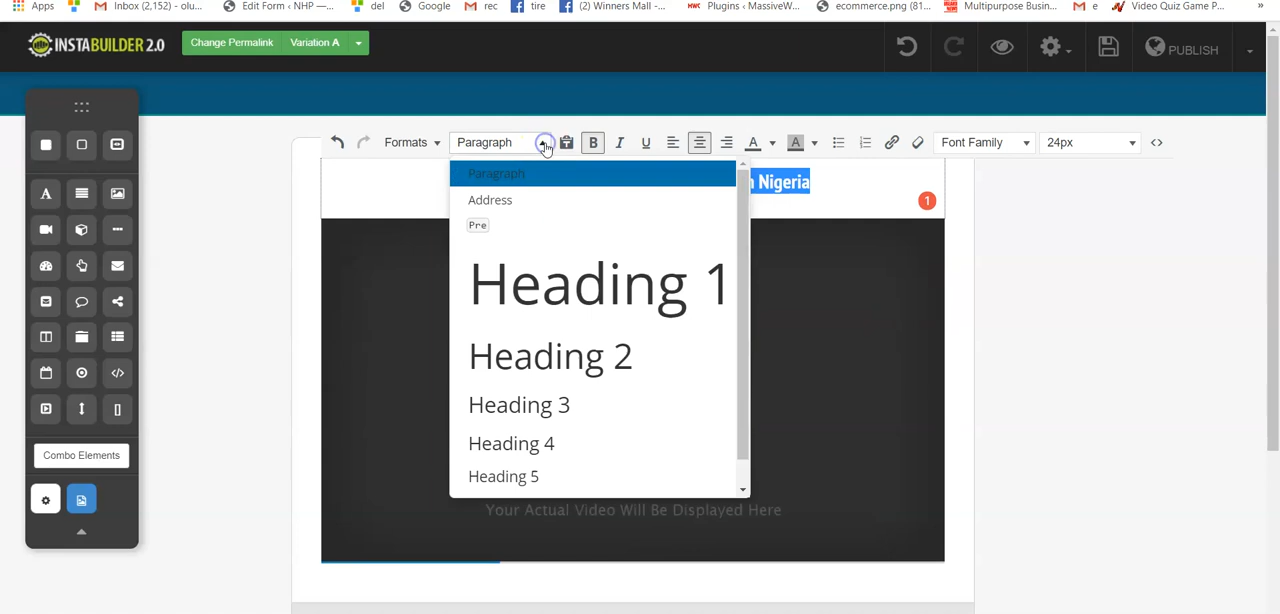 Apps Inbox (2,152) - olu... Edit Form ‹ NHP —... del Google rec tire (2) Winners Mall -... Plugins ‹ MassiveW... ecommerce.png (81... Multipurpose Busin... e Video Quiz Game P... »
INSTABUILDER 2.0 Change Permalink Variation A PUBLISH
Formats Paragraph B I U A A Font Family 24px <>
Paragraph
Nigeria
Address
1
Pre
Heading 1
Heading 2
Heading 3
Heading 4
Combo Elements
Heading 5
Your Actual Video Will Be Displayed Here